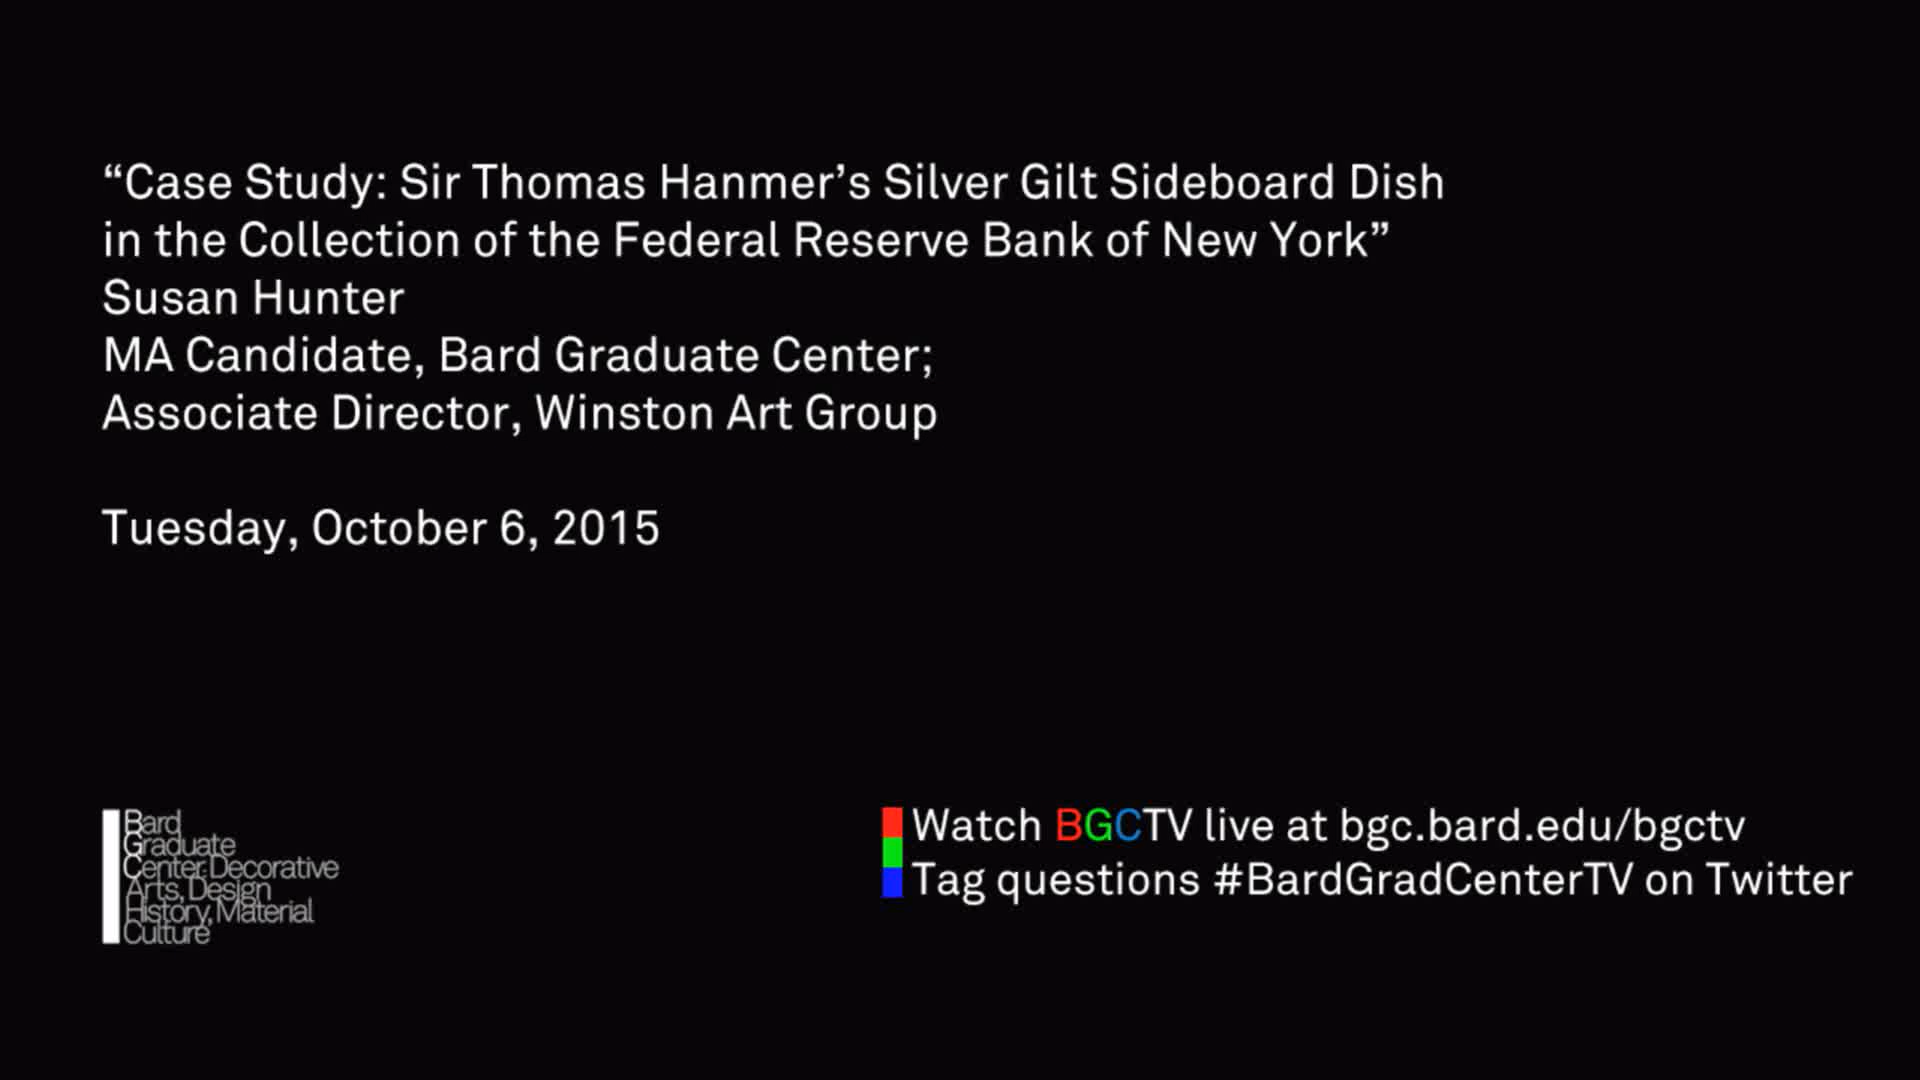 “Case Study: Sir Thomas Hanmer’s Silver Gilt Sideboard Dish
in the Collection of the Federal Reserve Bank of New York”
Susan Hunter
MA Candidate, Bard Graduate Center;
Associate Director, Winston Art Group
Tuesday, October 6, 2015
Bard
Graduate
Center: Decorative
Arts, Design
History, Material
Culture
Watch BGCTV live at bgc.bard.edu/bgctv
Tag questions #BardGradCenterTV on Twitter